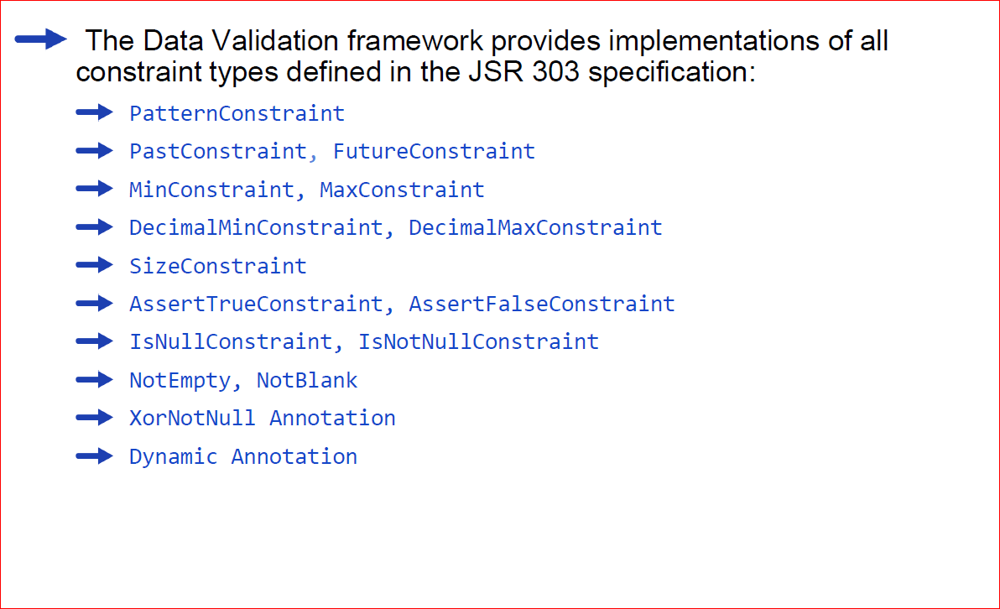 The Data Validation framework provides implementations of all
constraint types defined in the JSR 303 specification:
PatternConstraint
PastConstraint, FutureConstraint
MinConstraint, MaxConstraint
DecimalMinConstraint, DecimalMaxConstraint
SizeConstraint
AssertTrueConstraint, AssertFalseConstraint
IsNullConstraint, IsNotNullConstraint
NotEmpty, NotBlank
XorNotNull Annotation
Dynamic Annotation